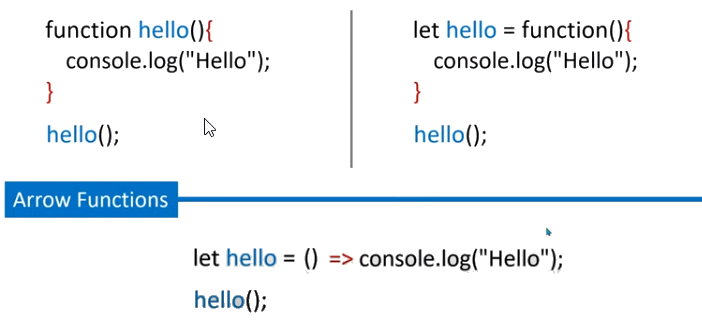 function hello(){
console.log("Hello");
}
hello();
let hello = function(){
console.log("Hello");
}
hello();
Arrow Functions
let hello = () => console.log("Hello");
hello();